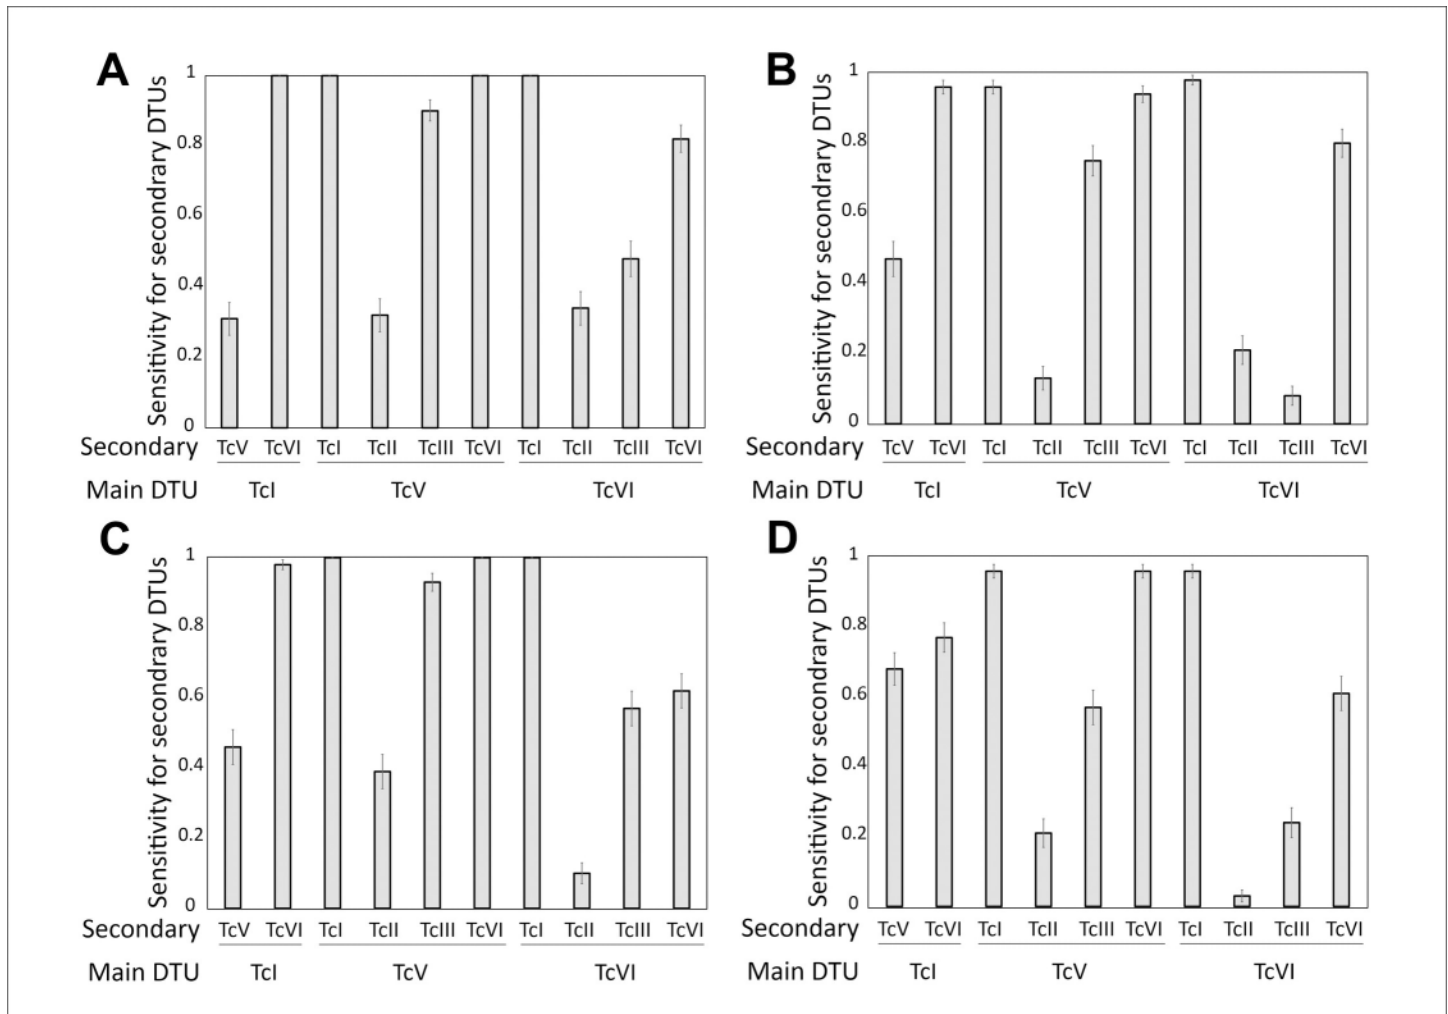 A
Sensitivity for secondrary DTUs
1
0.8
0.6
0.4
0.2
0
Secondary TcV TcVI TcI TcII TcIII TcVI TcI TcII TcIII TcVI
Main DTU TcI TcV TcVI
B
Sensitivity for secondrary DTUs
1
0.8
0.6
0.4
0.2
0
Secondary TcV TcVI TcI TcII TcIII TcVI TcI TcII TcIII TcVI
Main DTU TcI TcV TcVI
C
Sensitivity for secondrary DTUs
1
0.8
0.6
0.4
0.2
0
Secondary TcV TcVI TcI TcII TcIII TcVI TcI TcII TcIII TcVI
Main DTU TcI TcV TcVI
D
Sensitivity for secondrary DTUs
1
0.8
0.6
0.4
0.2
0
Secondary TcV TcVI TcI TcII TcIII TcVI TcI TcII TcIII TcVI
Main DTU TcI TcV TcVI